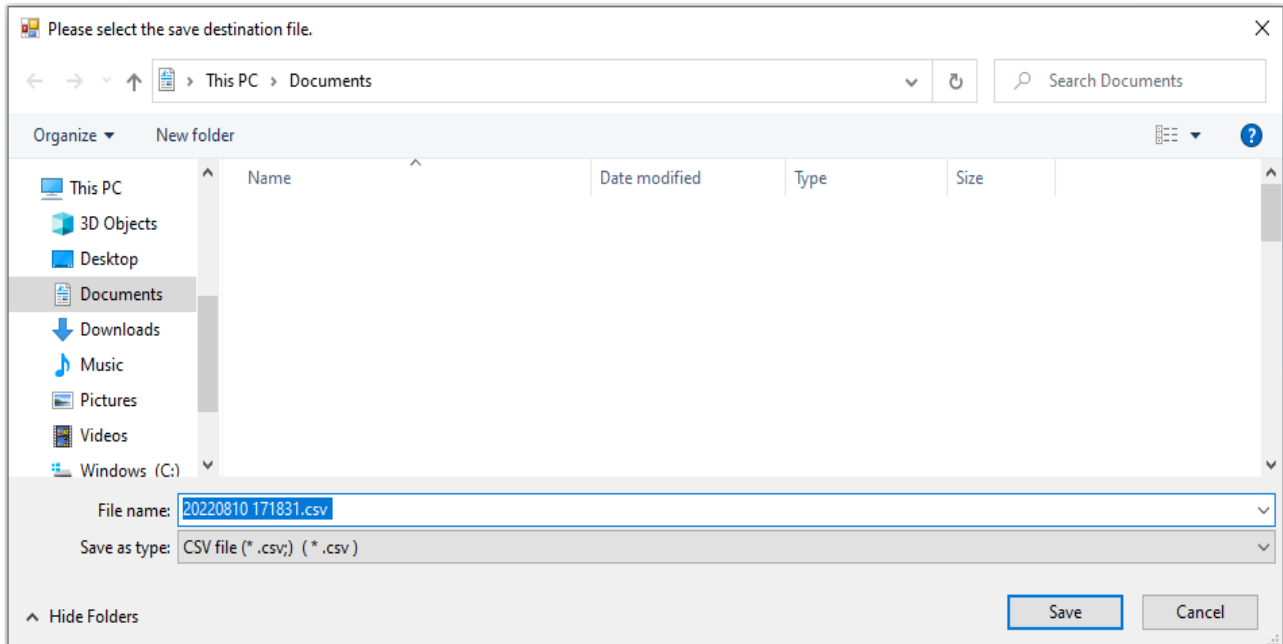 Please select the save destination file.
This PC > Documents
Search Documents
Organize
New folder
Name
Date modified
Type
Size
This PC
3D Objects
Desktop
Documents
Downloads
Music
Pictures
Videos
Windows (C:)
File name: 20220810 171831.csv
Save as type: CSV file (* .csv;) ( * .csv )
Hide Folders
Save
Cancel